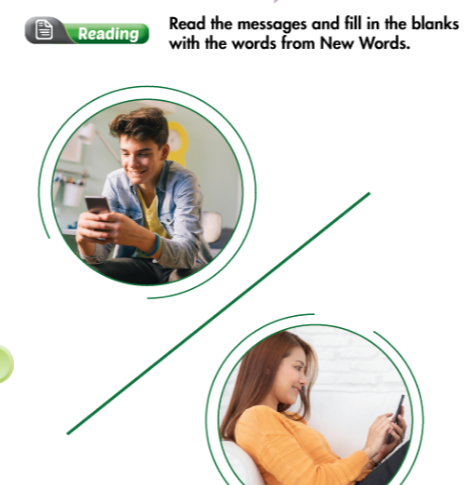 Reading
Read the messages and fill in the blanks
with the words from New Words.